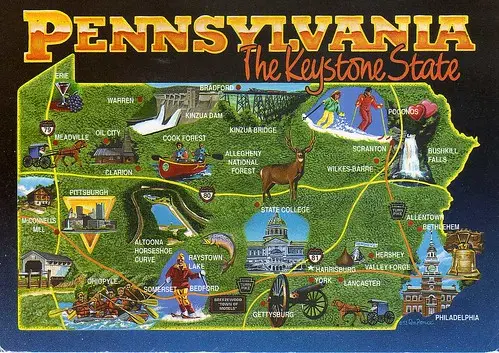 PENNSYLVANIA
The Keystone State
ERIE
WARREN
BRADFORD
KINZUA DAM
KINZUA BRIDGE
POCONOS
79
MEADVILLE
OIL CITY
COOK FOREST
CLARION
ALLEGHENY
NATIONAL
FOREST
SCRANTON
WILKES-BARRE
BUSHKILL
FALLS
80
PITTSBURGH
McCONNELLS
MILL
STATE COLLEGE
ALLENTOWN
BETHLEHEM
ALTOONA
HORSESHOE
CURVE
RAYSTOWN
LAKE
81
HERSHEY
HARRISBURG
VALLEY FORGE
OHIOPYLE
SOMERSET
BEDFORD
YORK
LANCASTER
GETTYSBURG
PHILADELPHIA